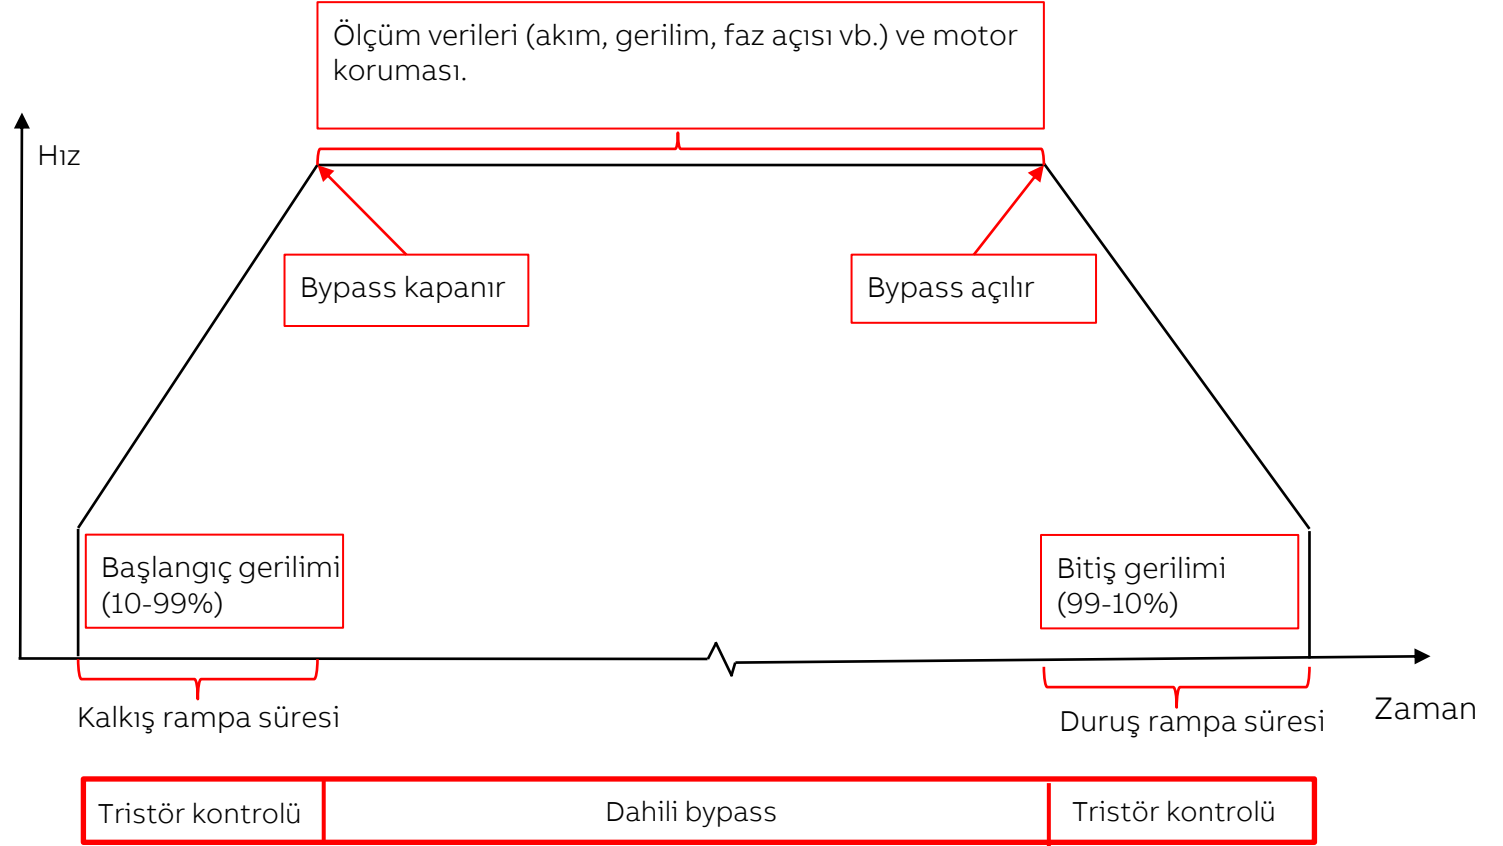 Ölçüm verileri (akım, gerilim, faz açısı vb.) ve motor
koruması.
Hız
Bypass kapanır
Bypass açılır
Başlangıç gerilimi
(10-99%)
Bitiş gerilimi
(99-10%)
Kalkış rampa süresi
Duruş rampa süresi
Zaman
Tristör kontrolü
Dahili bypass
Tristör kontrolü